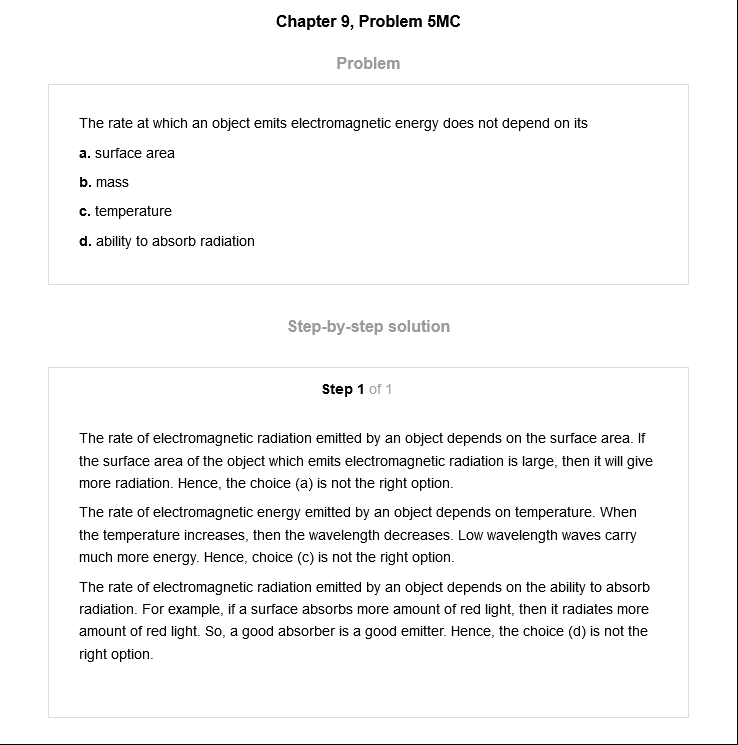 Chapter 9, Problem 5MC
Problem
The rate at which an object emits electromagnetic energy does not depend on its
a. surface area
b. mass
c. temperature
d. ability to absorb radiation
Step-by-step solution
Step 1 of 1
The rate of electromagnetic radiation emitted by an object depends on the surface area. If
the surface area of the object which emits electromagnetic radiation is large, then it will give
more radiation. Hence, the choice (a) is not the right option.
The rate of electromagnetic energy emitted by an object depends on temperature. When
the temperature increases, then the wavelength decreases. Low wavelength waves carry
much more energy. Hence, choice (c) is not the right option.
The rate of electromagnetic radiation emitted by an object depends on the ability to absorb
radiation. For example, if a surface absorbs more amount of red light, then it radiates more
amount of red light. So, a good absorber is a good emitter. Hence, the choice (d) is not the
right option.